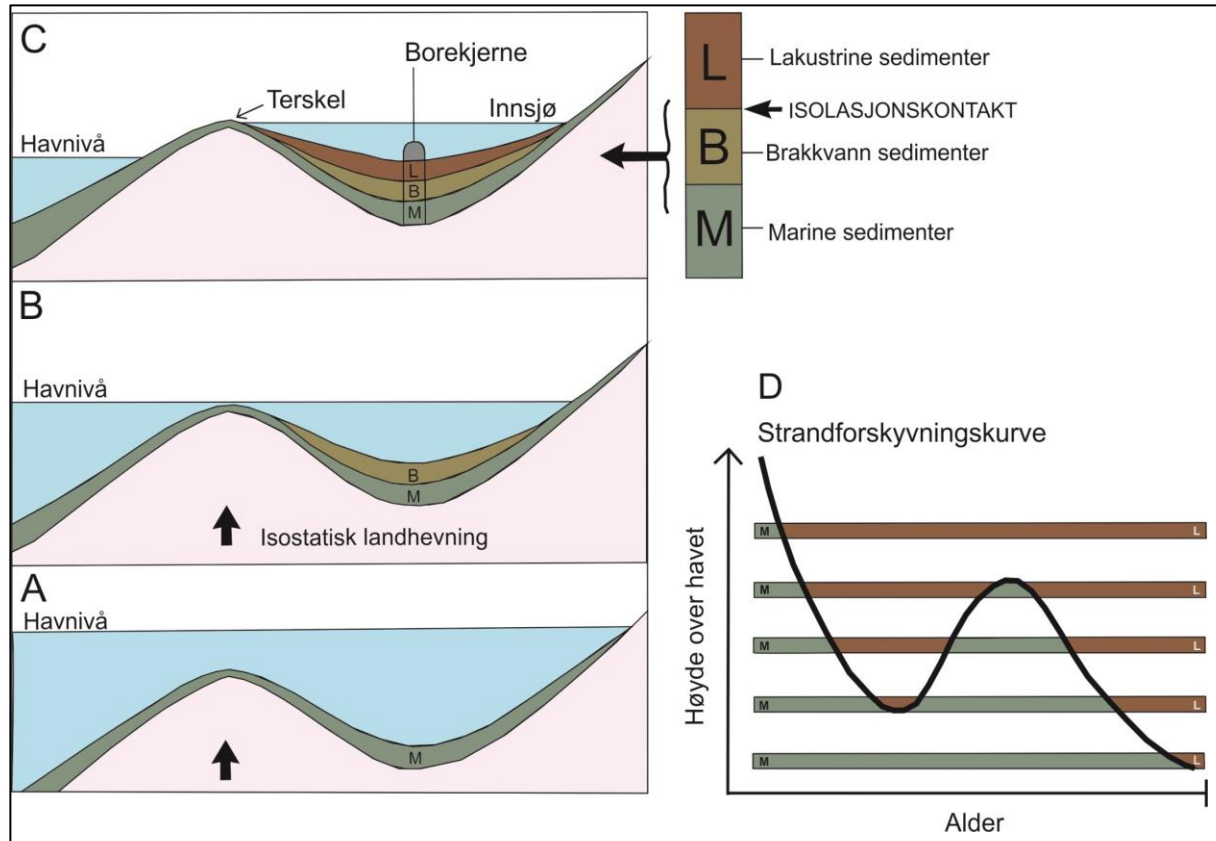 C
Borekjerne
Terskel
Innsjø
Havnivå
L
B
M
L
Lakustrine sedimenter
ISOLASJONSKONTAKT
B
Brakkvann sedimenter
M
Marine sedimenter
B
Havnivå
B
M
Isostatisk landhevning
A
Havnivå
M
D
Strandforskyvningskurve
Høyde over havet
M L
M L
M L
M L
M L
Alder